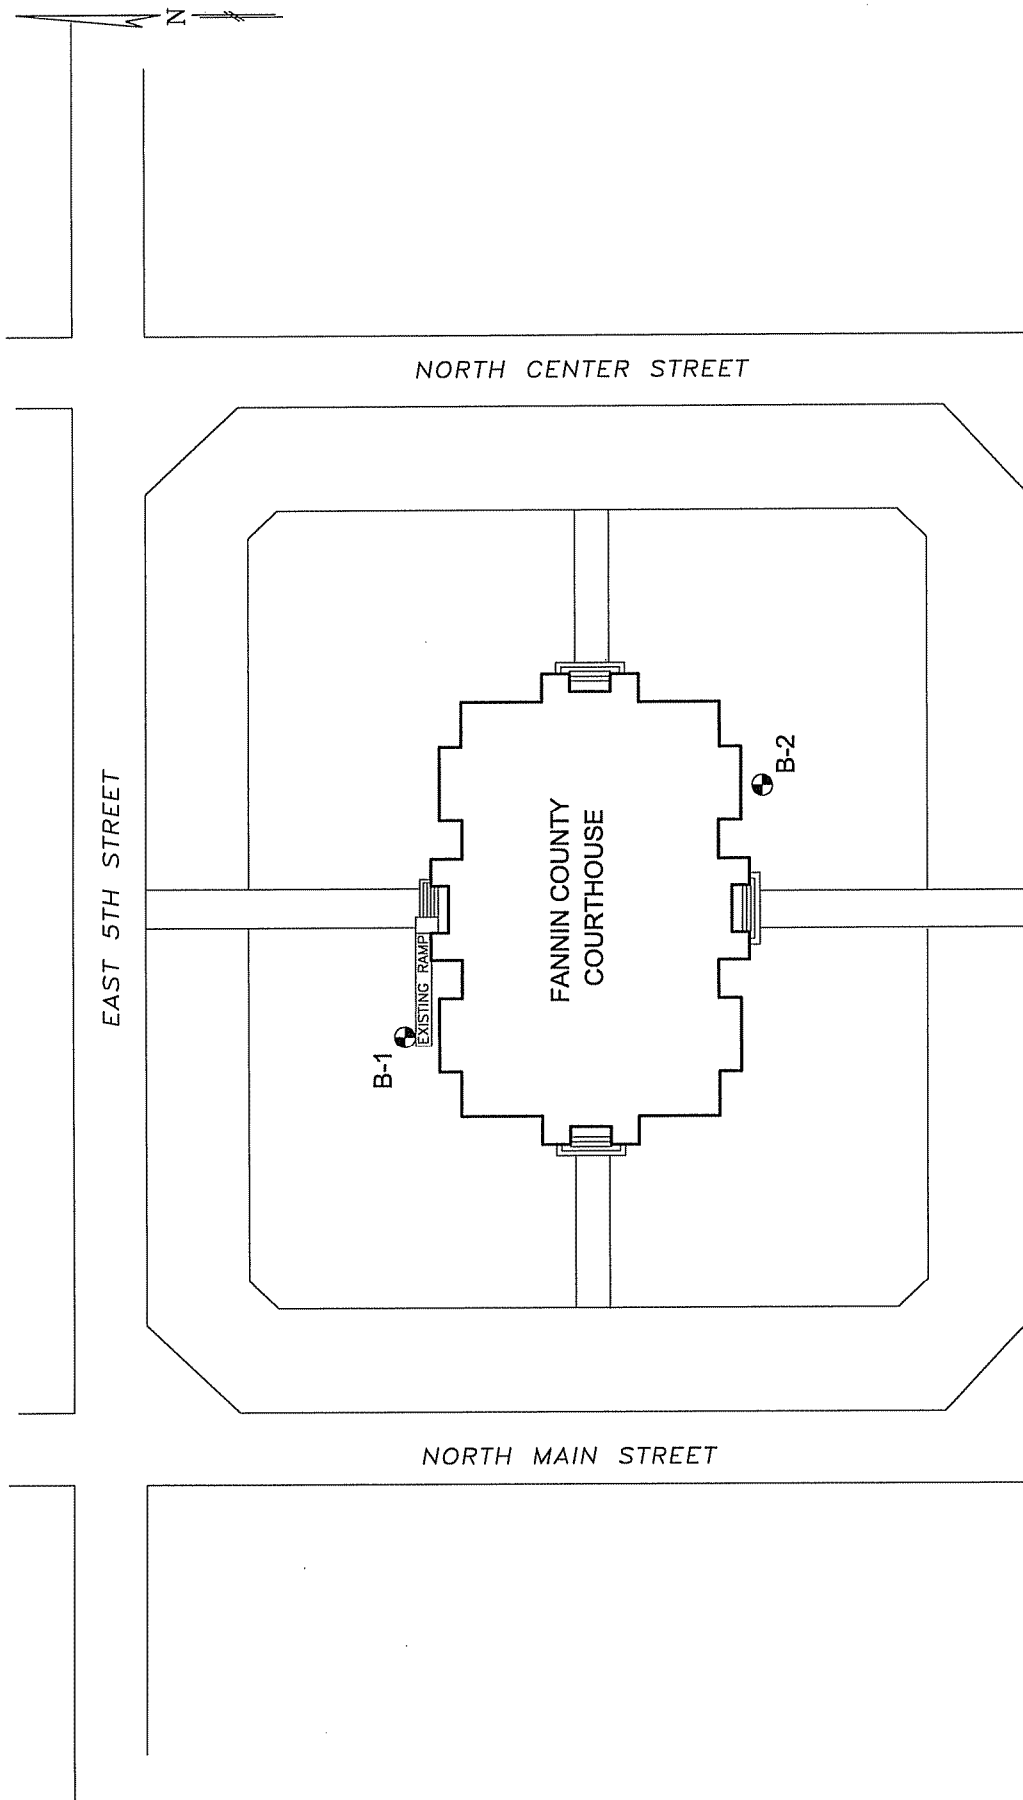 N
NORTH CENTER STREET
EAST 5TH STREET
B-2
FANNIN COUNTY
COURTHOUSE
EXISTING RAMP
B-1
NORTH MAIN STREET